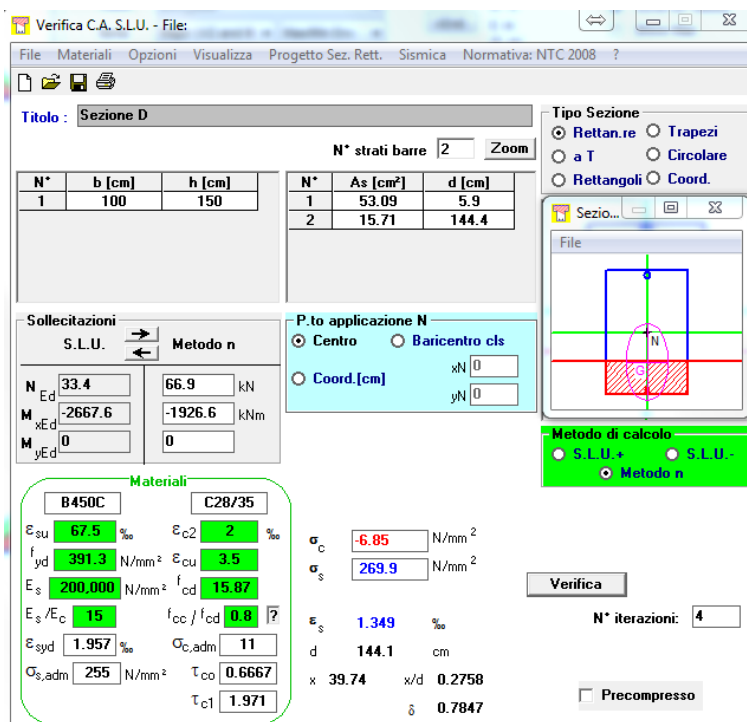 Verifica C.A. S.L.U. - File:
File Materiali Opzioni Visualizza Progetto Sez. Rett. Sismica Normativa: NTC 2008 ?
Titolo : Sezione D
N° strati barre 2 Zoom
N° b [cm] h [cm]
1 100 150
N° As [cm²] d [cm]
1 53.09 5.9
2 15.71 144.4
Tipo Sezione
Rettan.re Trapezi
a T Circolare
Rettangoli Coord.
Sezio...
File
N
G
Sollecitazioni
S.L.U. Metodo n
N Ed 33.4 66.9 kN
M xEd -2667.6 -1926.6 kNm
M yEd 0 0
P.to applicazione N
Centro Baricentro cls
Coord.[cm] xN 0
yN 0
Metodo di calcolo
S.L.U.+ S.L.U.-
Metodo n
Materiali
B450C C28/35
εsu 67.5 ‰ εc2 2 ‰
fyd 391.3 N/mm² εcu 3.5
Es 200,000 N/mm² fcd 15.87
Es/Ec 15 fcc / fcd 0.8 ?
εsyd 1.957 ‰ σc,adm 11
σs,adm 255 N/mm² τco 0.6667
τc1 1.971
σc -6.85 N/mm²
σs 269.9 N/mm²
εs 1.349 ‰
d 144.1 cm
x 39.74 x/d 0.2758
δ 0.7847
Verifica
N° iterazioni: 4
Precompresso